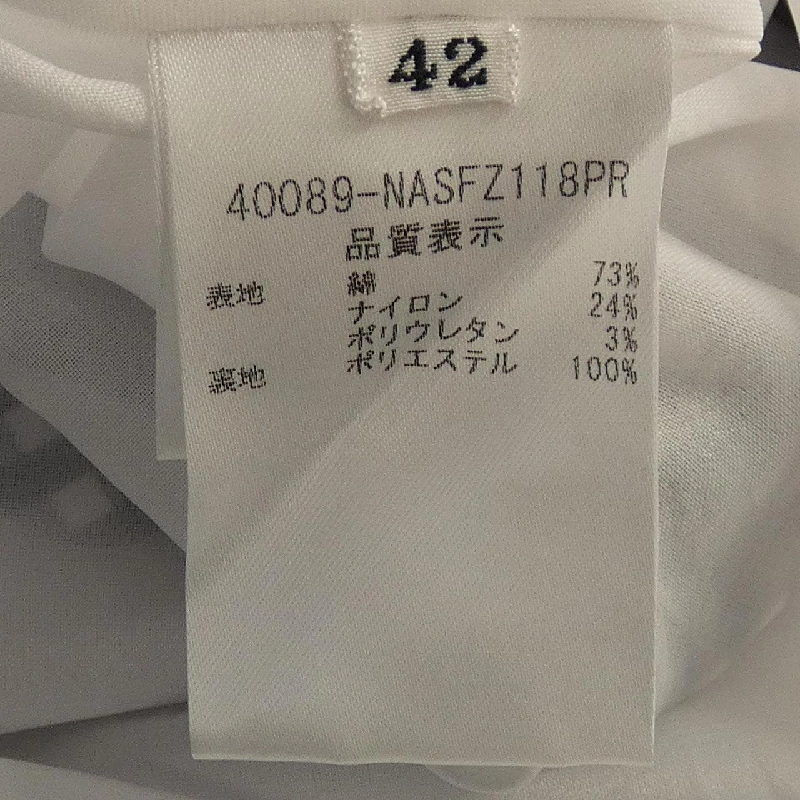 42
40089-NASFZ118PR
品質表示
表地 綿 73%
ナイロン 24%
ポリウレタン 3%
裏地 ポリエステル 100%